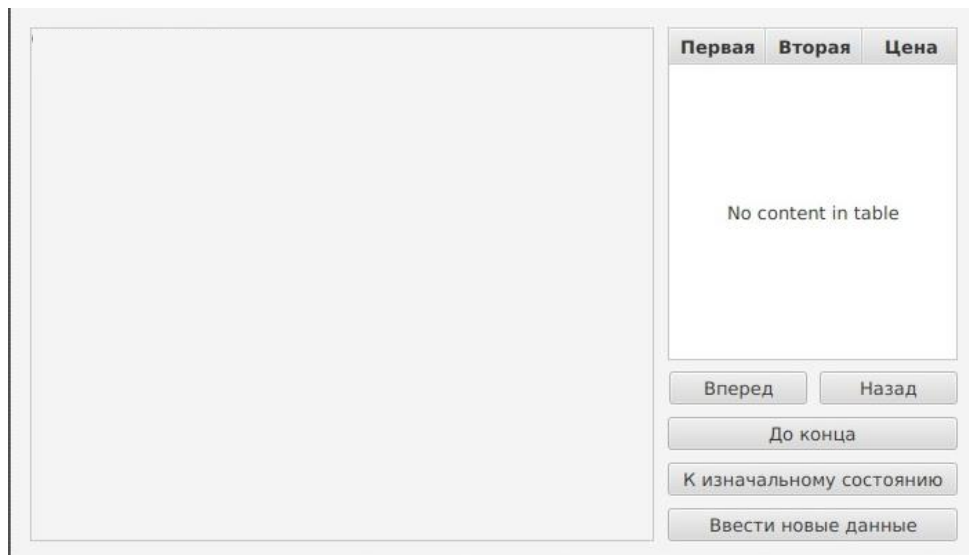 Первая Вторая Цена
No content in table
Вперед Назад
До конца
К изначальному состоянию
Ввести новые данные